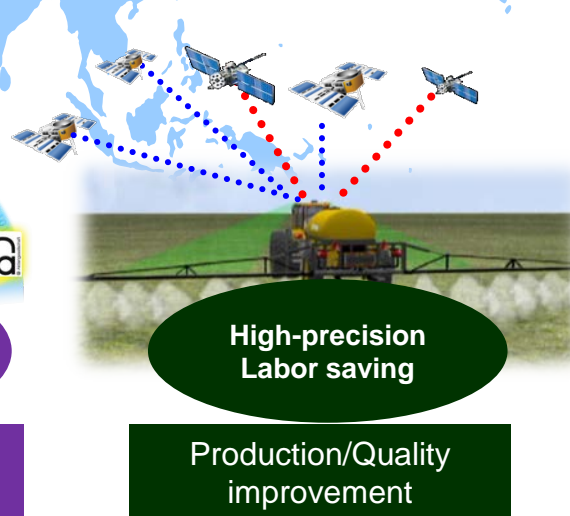 High-precision
Labor saving
Production/Quality
improvement